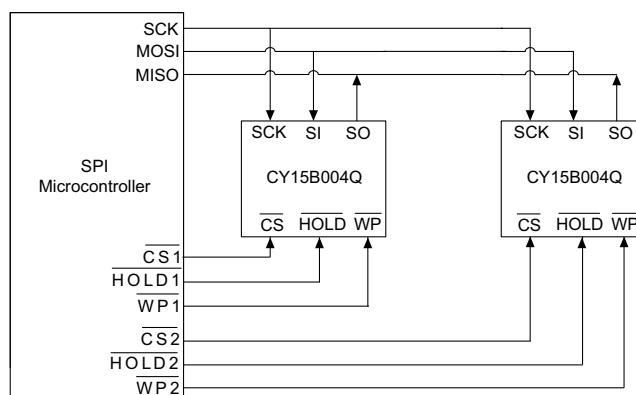 SCK
MOSI
MISO
SPI
Microcontroller
CS1
HOLD1
WP1
CS2
HOLD2
WP2
SCK SI SO
CY15B004Q
CS HOLD WP
SCK SI SO
CY15B004Q
CS HOLD WP